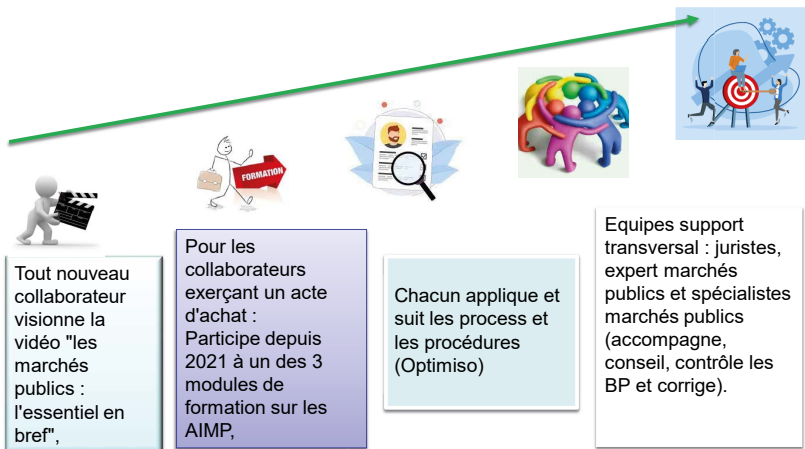 FORMATION
Tout nouveau
collaborateur
visionne la
vidéo "les
marchés
publics :
l'essentiel en
bref",
Pour les
collaborateurs
exerçant un acte
d'achat :
Participe depuis
2021 à un des 3
modules de
formation sur les
AIMP,
Chacun applique et
suit les process et
les procédures
(Optimiso)
Equipes support
transversal : juristes,
expert marchés
publics et spécialistes
marchés publics
(accompagne,
conseil, contrôle les
BP et corrige).